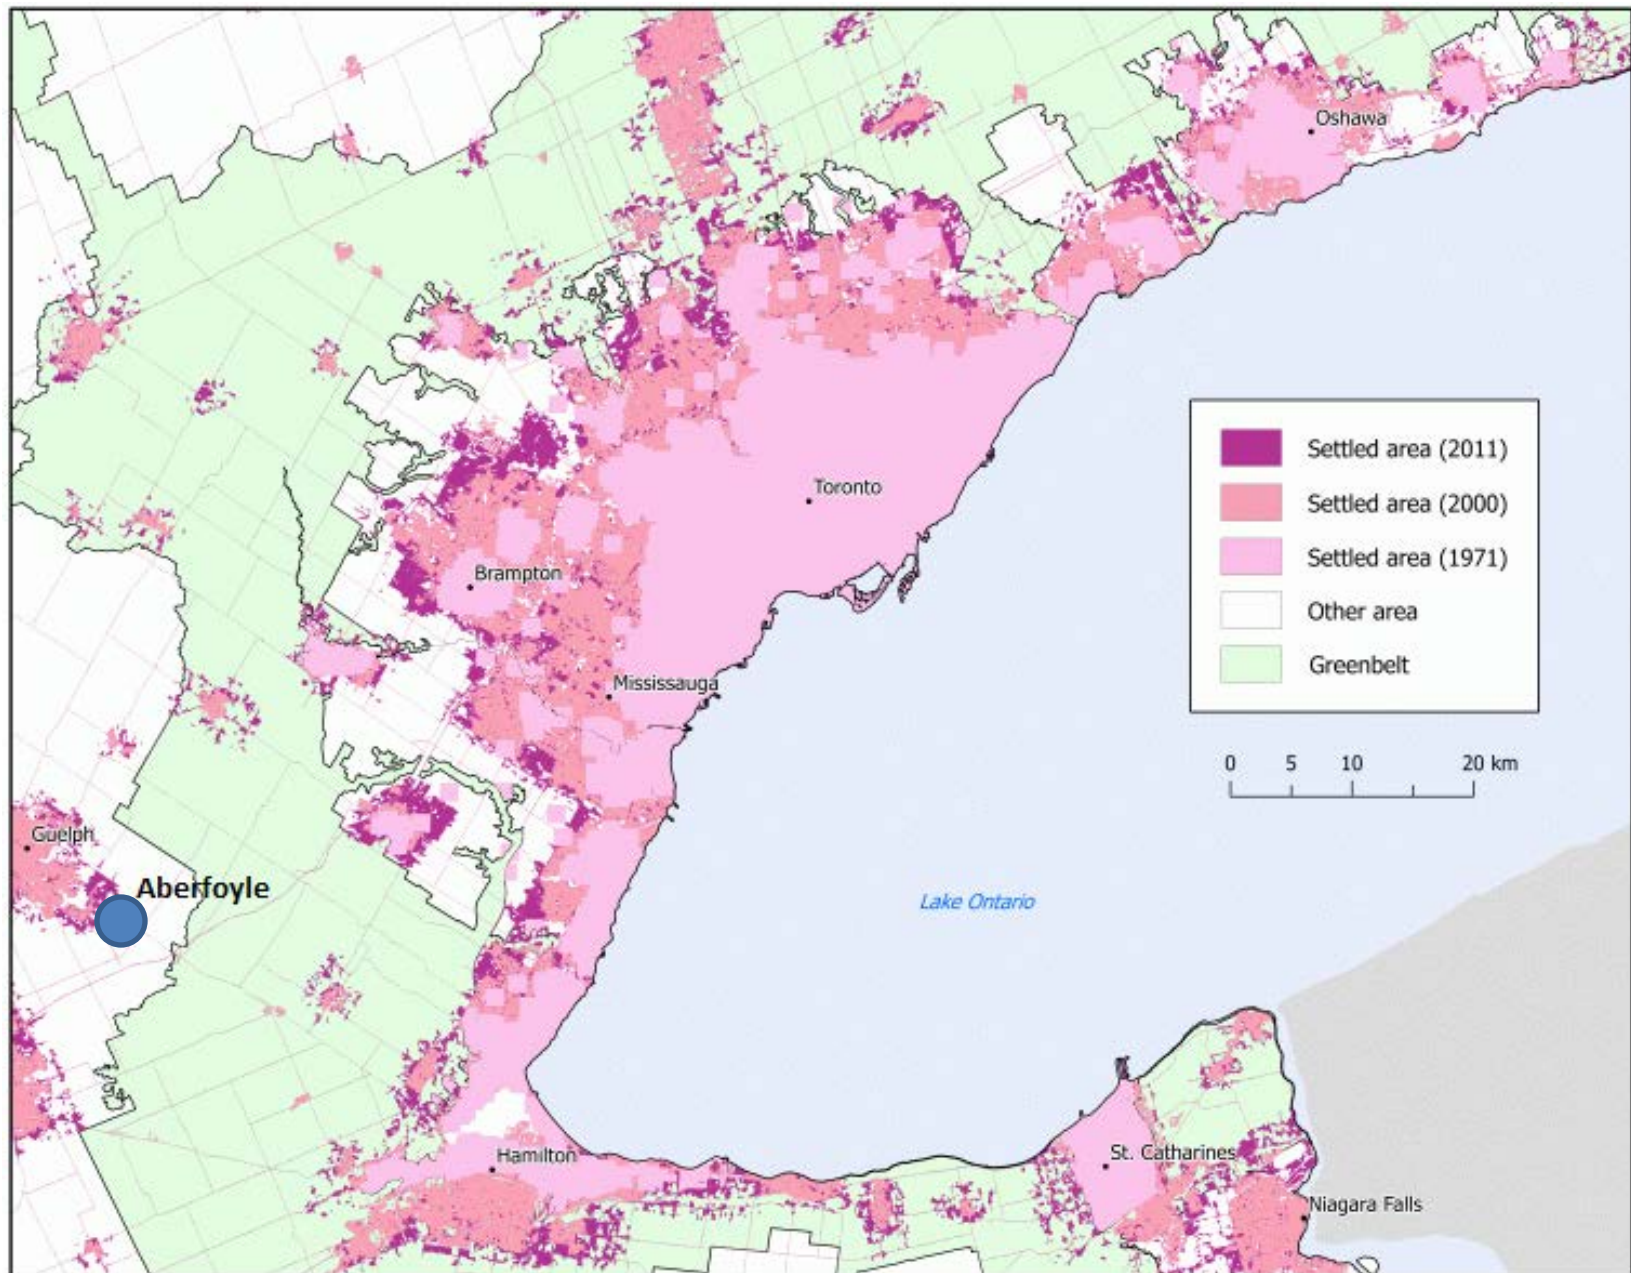 Oshawa
Settled area (2011)
Settled area (2000)
Toronto
Settled area (1971)
Brampton
Other area
Greenbelt
Mississauga
0 5 10 20 km
Guelph
Aberfoyle
Lake Ontario
Hamilton
St. Catharines
Niagara Falls